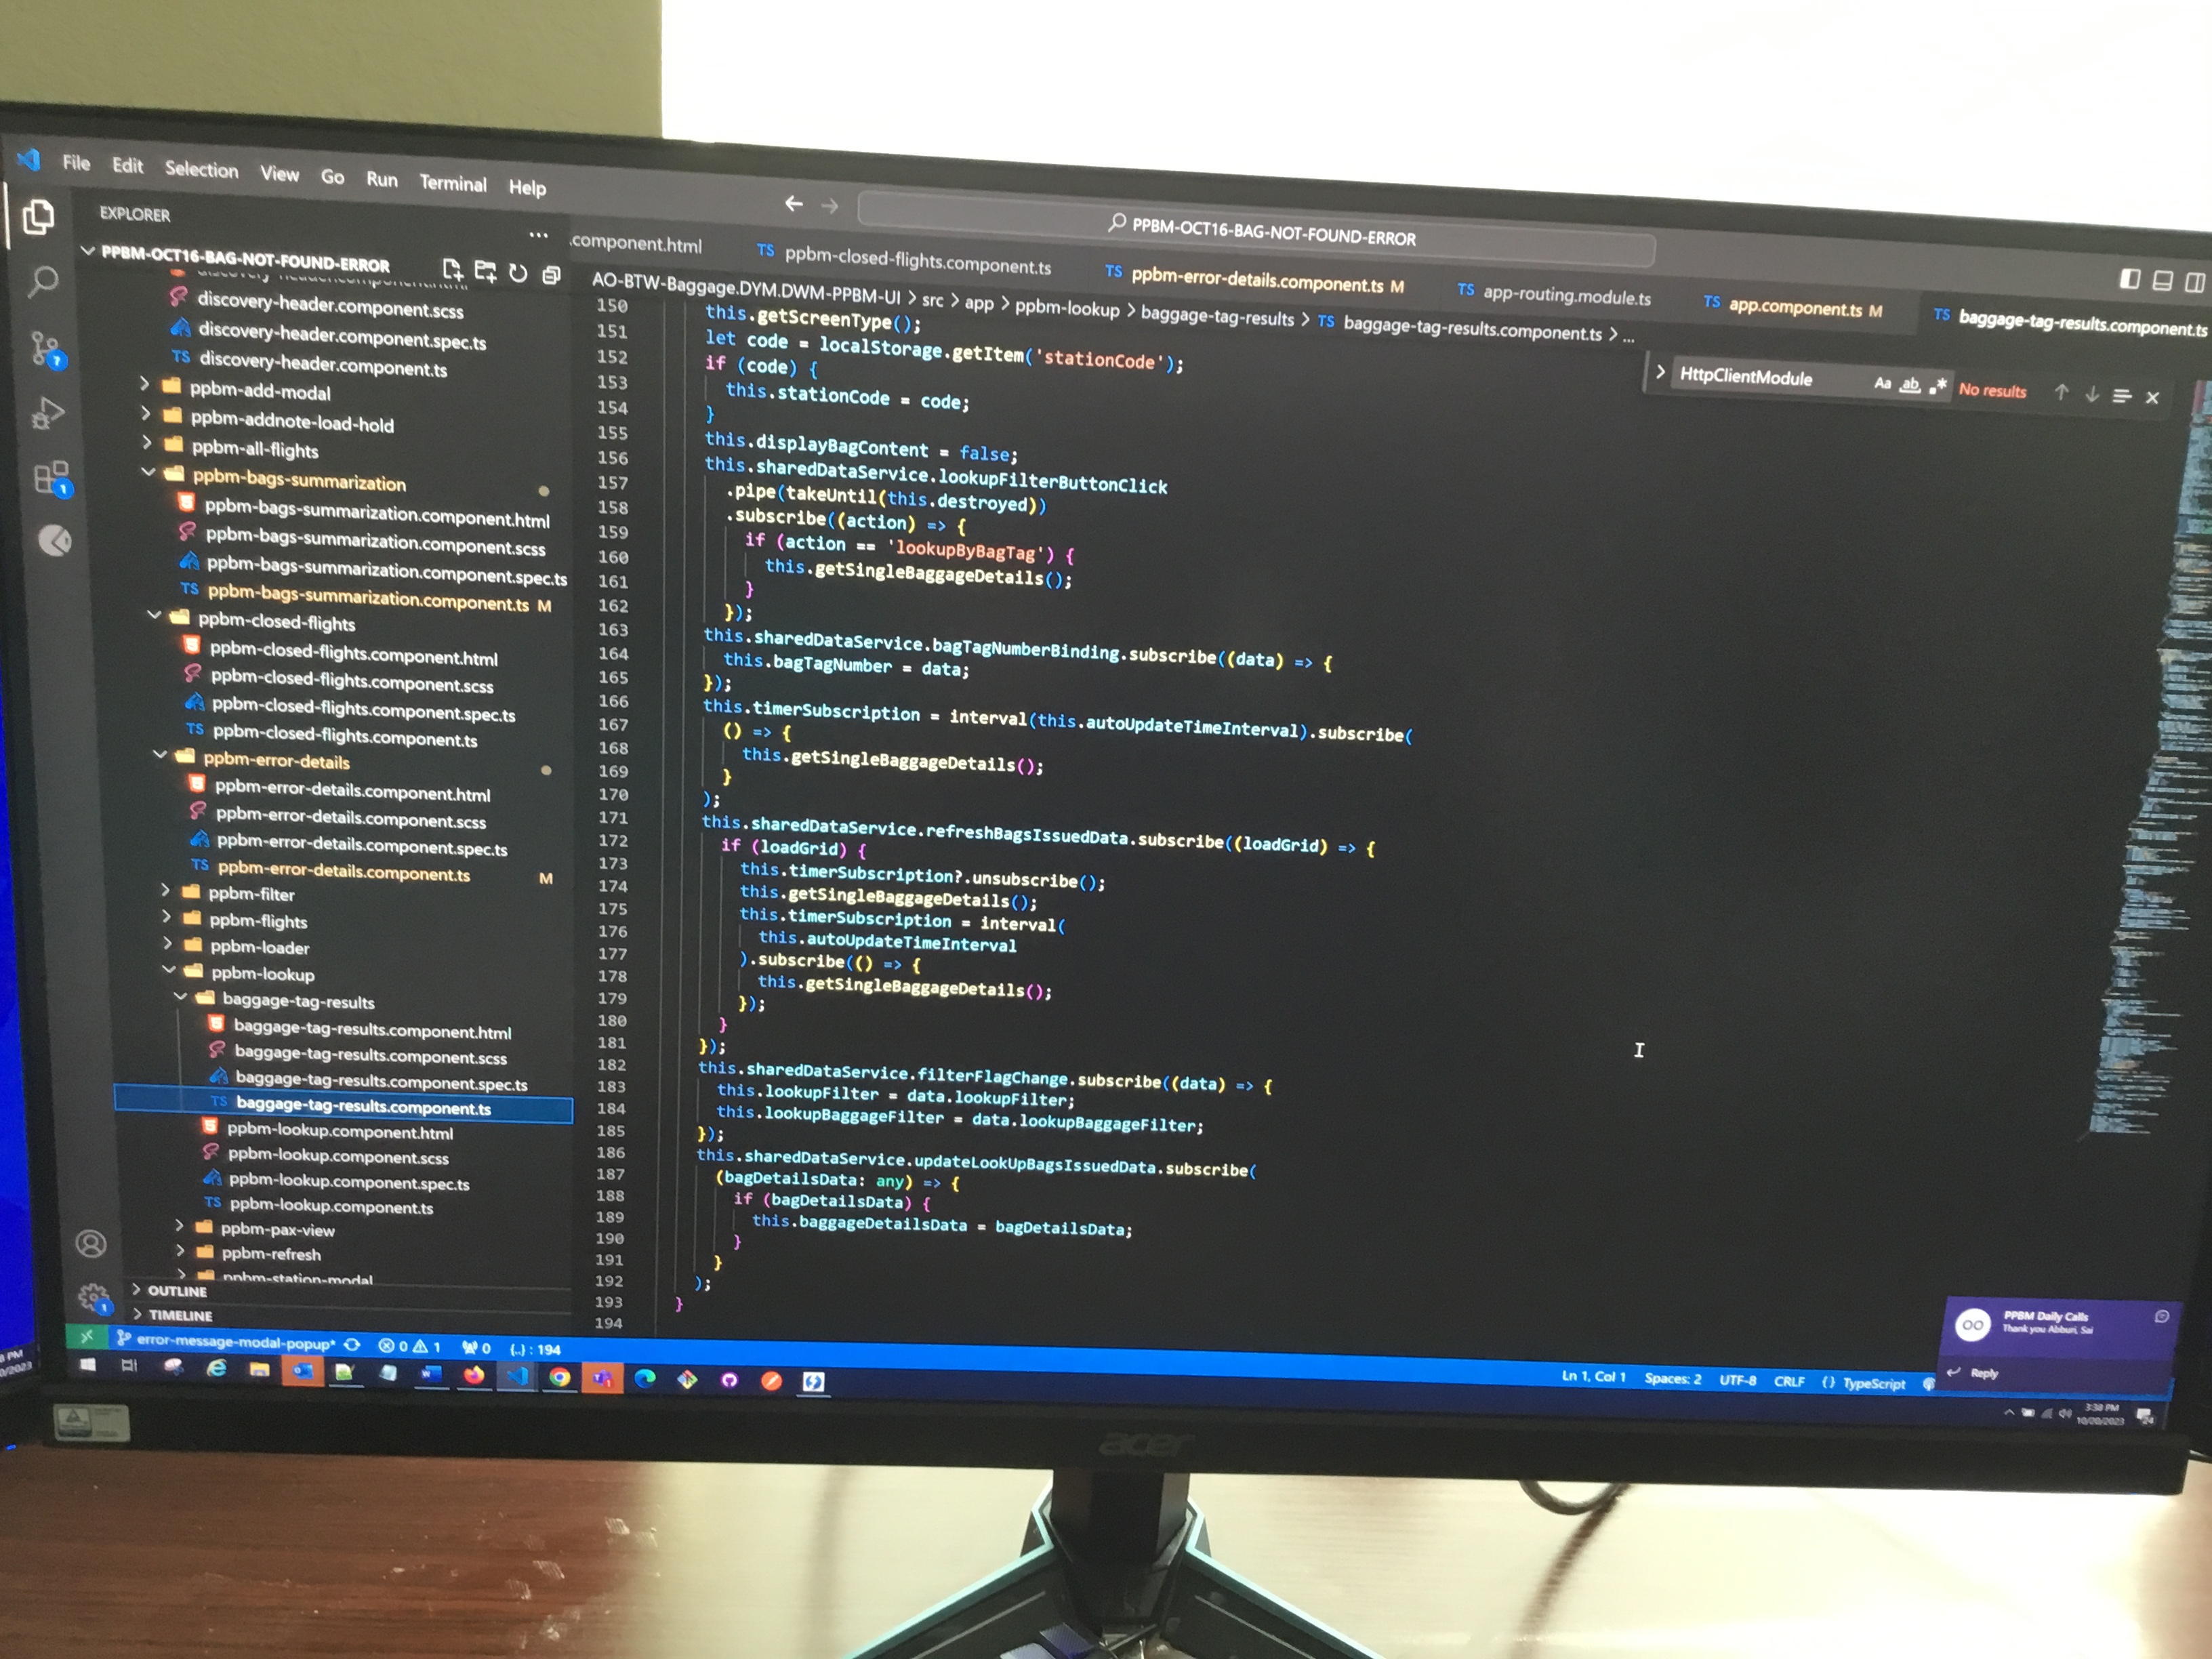 File Edit Selection View Go Run Terminal Help
PPBM-OCT16-BAG-NOT-FOUND-ERROR
EXPLORER
PPBM-OCT16-BAG-NOT-FOUND-ERROR
discovery-header.component.scss
discovery-header.component.spec.ts
TS discovery-header.component.ts
ppbm-add-modal
ppbm-addnote-load-hold
ppbm-all-flights
ppbm-bags-summarization
ppbm-bags-summarization.component.html
ppbm-bags-summarization.component.scss
ppbm-bags-summarization.component.spec.ts
TS ppbm-bags-summarization.component.ts M
ppbm-closed-flights
ppbm-closed-flights.component.html
ppbm-closed-flights.component.scss
ppbm-closed-flights.component.spec.ts
TS ppbm-closed-flights.component.ts
ppbm-error-details
ppbm-error-details.component.html
ppbm-error-details.component.scss
ppbm-error-details.component.spec.ts
TS ppbm-error-details.component.ts M
ppbm-filter
ppbm-flights
ppbm-loader
ppbm-lookup
baggage-tag-results
baggage-tag-results.component.html
baggage-tag-results.component.scss
baggage-tag-results.component.spec.ts
TS baggage-tag-results.component.ts
ppbm-lookup.component.html
ppbm-lookup.component.scss
ppbm-lookup.component.spec.ts
TS ppbm-lookup.component.ts
ppbm-pax-view
ppbm-refresh
ppbm-station-modal
OUTLINE
TIMELINE
.component.html TS ppbm-closed-flights.component.ts TS ppbm-error-details.component.ts M TS app-routing.module.ts TS app.component.ts M TS baggage-tag-results.component.ts
AO-BTW-Baggage.DYM.DWM-PPBM-UI > src > app > ppbm-lookup > baggage-tag-results > TS baggage-tag-results.component.ts > ...
HttpClientModule Aa ab .* No results
150 this.getScreenType();
151 let code = localStorage.getItem('stationCode');
152 if (code) {
153 this.stationCode = code;
154 }
155 this.displayBagContent = false;
156 this.sharedDataService.lookupFilterButtonClick
157 .pipe(takeUntil(this.destroyed))
158 .subscribe((action) => {
159 if (action == 'lookupByBagTag') {
160 this.getSingleBaggageDetails();
161 }
162 });
163 this.sharedDataService.bagTagNumberBinding.subscribe((data) => {
164 this.bagTagNumber = data;
165 });
166 this.timerSubscription = interval(this.autoUpdateTimeInterval).subscribe(
167 () => {
168 this.getSingleBaggageDetails();
169 }
170 );
171 this.sharedDataService.refreshBagsIssuedData.subscribe((loadGrid) => {
172 if (loadGrid) {
173 this.timerSubscription?.unsubscribe();
174 this.getSingleBaggageDetails();
175 this.timerSubscription = interval(
176 this.autoUpdateTimeInterval
177 ).subscribe(() => {
178 this.getSingleBaggageDetails();
179 });
180 }
181 });
182 this.sharedDataService.filterFlagChange.subscribe((data) => {
183 this.lookupFilter = data.lookupFilter;
184 this.lookupBaggageFilter = data.lookupBaggageFilter;
185 });
186 this.sharedDataService.updateLookUpBagsIssuedData.subscribe(
187 (bagDetailsData: any) => {
188 if (bagDetailsData) {
189 this.baggageDetailsData = bagDetailsData;
190 }
191 }
192 );
193 }
194
PPBM Daily Calls
Thank you Abburi, Sai
Reply
error-message-modal-popup* 0 1 0 {..} : 194
Ln 1, Col 1 Spaces: 2 UTF-8 CRLF {} TypeScript
3:38 PM
10/20/2023
acer